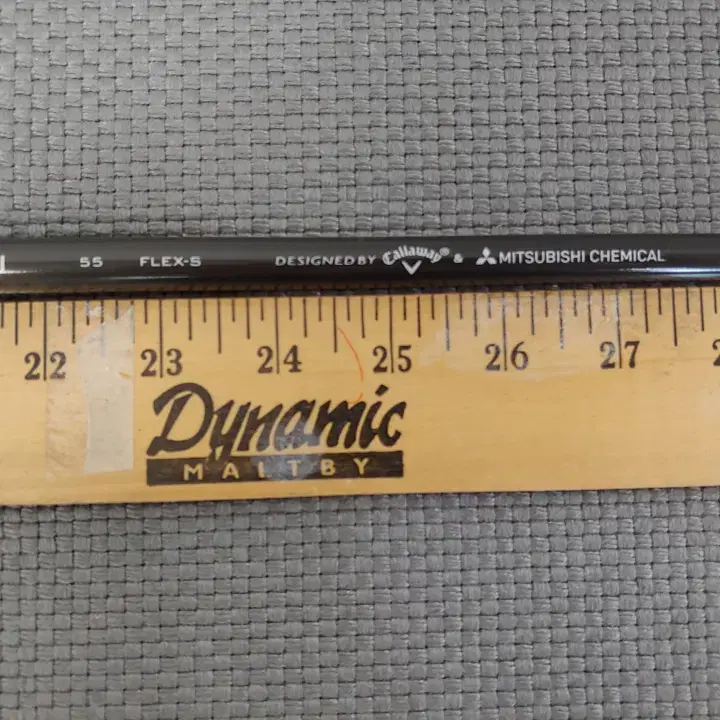 55 FLEX-S DESIGNED BY Callaway® & MITSUBISHI CHEMICAL
22 23 24 25 26 27
Dynamic
MALTBY